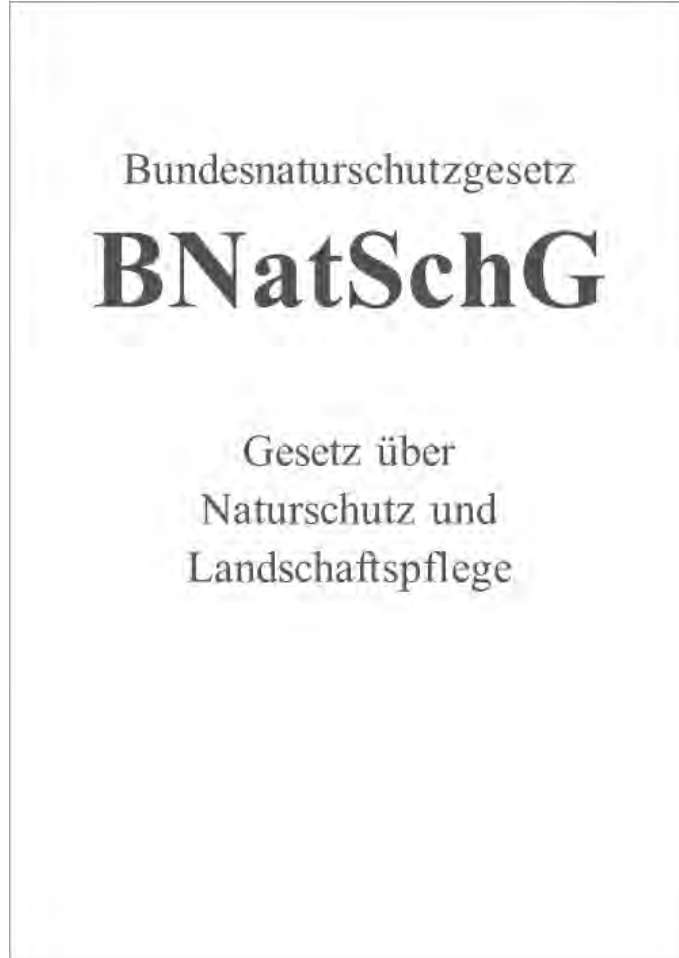 Bundesnaturschutzgesetz
BNatSchG
Gesetz über
Naturschutz und
Landschaftspflege